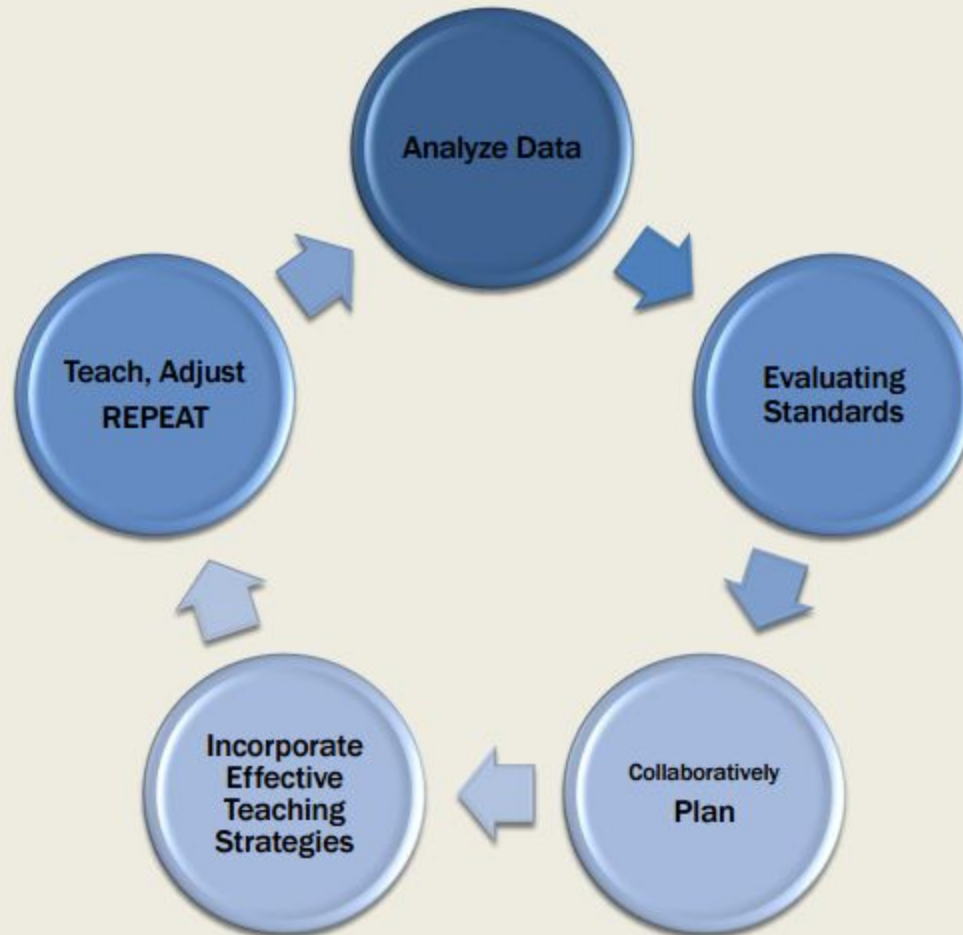 Analyze Data
Evaluating
Standards
Collaboratively
Plan
Incorporate
Effective
Teaching
Strategies
Teach, Adjust
REPEAT